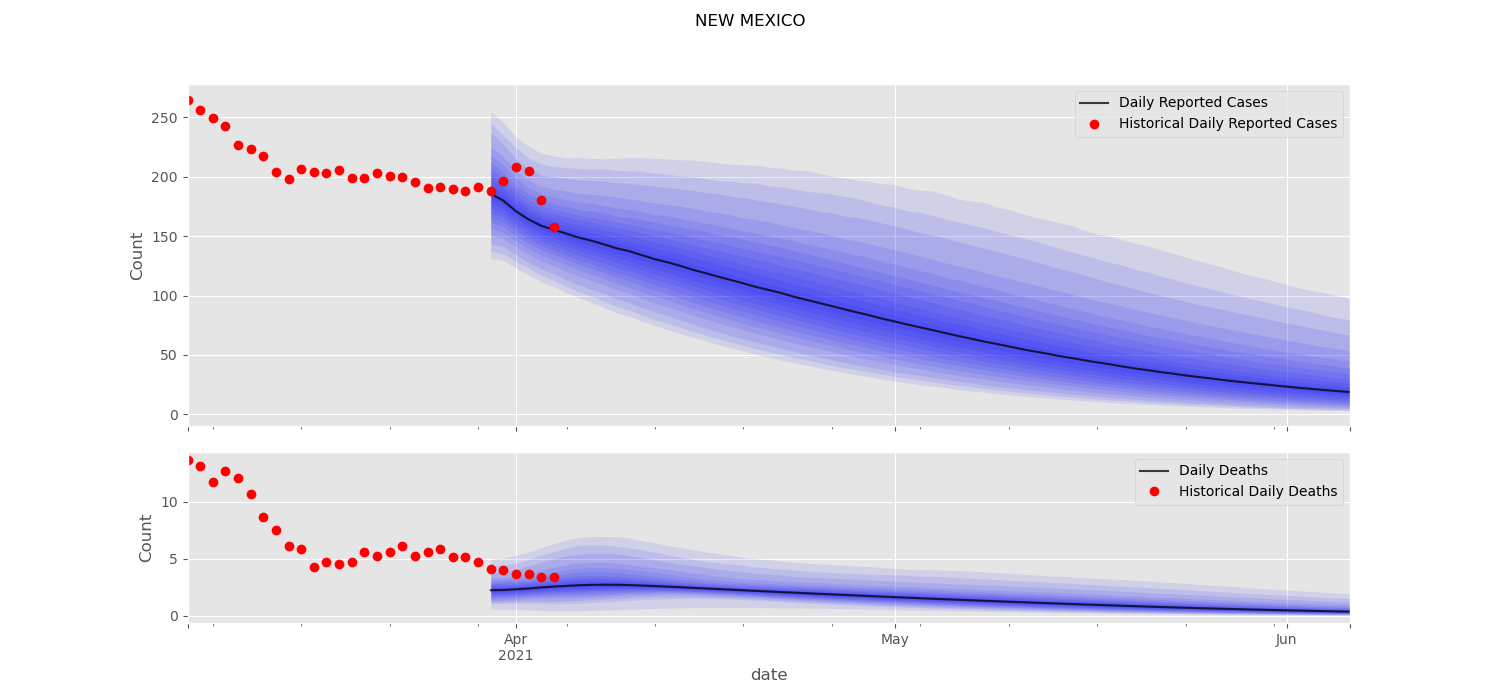 NEW MEXICO
Daily Reported Cases
Historical Daily Reported Cases
250
200
150
100
50
0
Count
Daily Deaths
Historical Daily Deaths
10
5
0
Count
Apr
2021
May
Jun
date